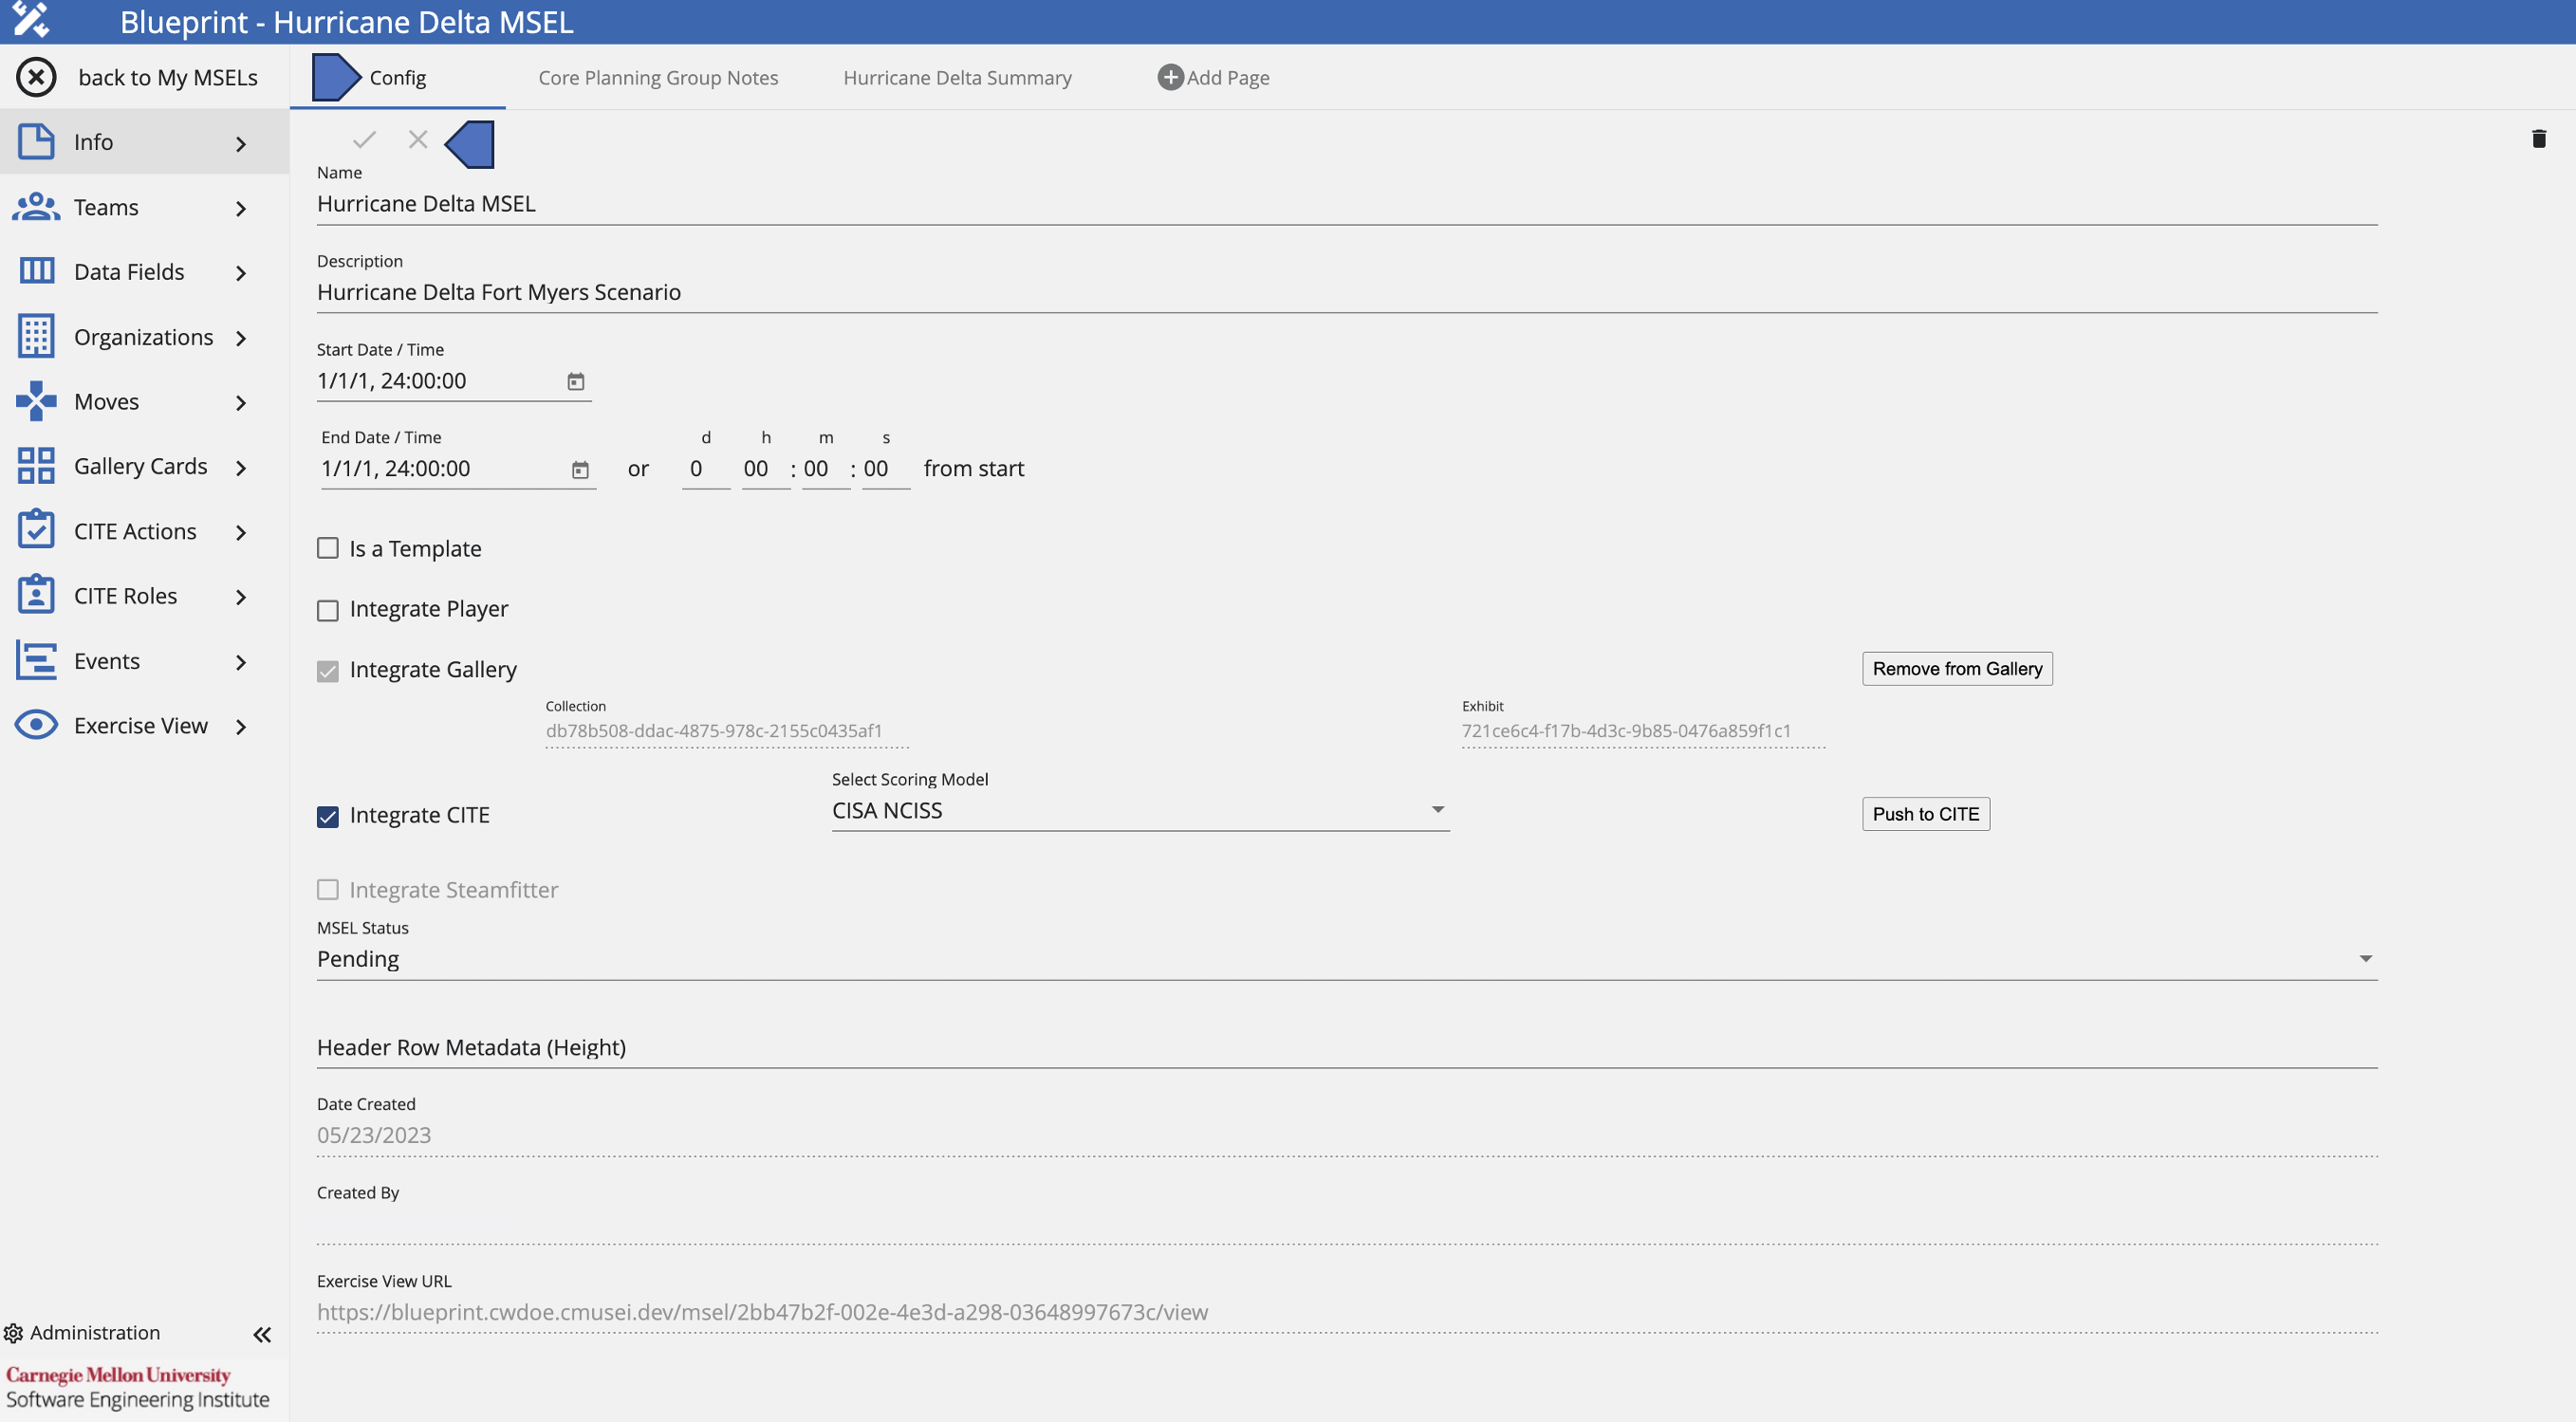 Blueprint - Hurricane Delta MSEL
back to My MSELs
Config
Core Planning Group Notes
Hurricane Delta Summary
Add Page
Info
Teams
Data Fields
Organizations
Moves
Gallery Cards
CITE Actions
CITE Roles
Events
Exercise View
Name
Hurricane Delta MSEL
Description
Hurricane Delta Fort Myers Scenario
Start Date / Time
1/1/1, 24:00:00
End Date / Time d h m s
1/1/1, 24:00:00 or 0 00 : 00 : 00 from start
Is a Template
Integrate Player
Integrate Gallery
Remove from Gallery
Collection
db78b508-ddac-4875-978c-2155c0435af1
Exhibit
721ce6c4-f17b-4d3c-9b85-0476a859f1c1
Select Scoring Model
Integrate CITE
CISA NCISS
Push to CITE
Integrate Steamfitter
MSEL Status
Pending
Header Row Metadata (Height)
Date Created
05/23/2023
Created By
Exercise View URL
https://blueprint.cwdoe.cmusei.dev/msel/2bb47b2f-002e-4e3d-a298-03648997673c/view
Administration
Carnegie Mellon University
Software Engineering Institute